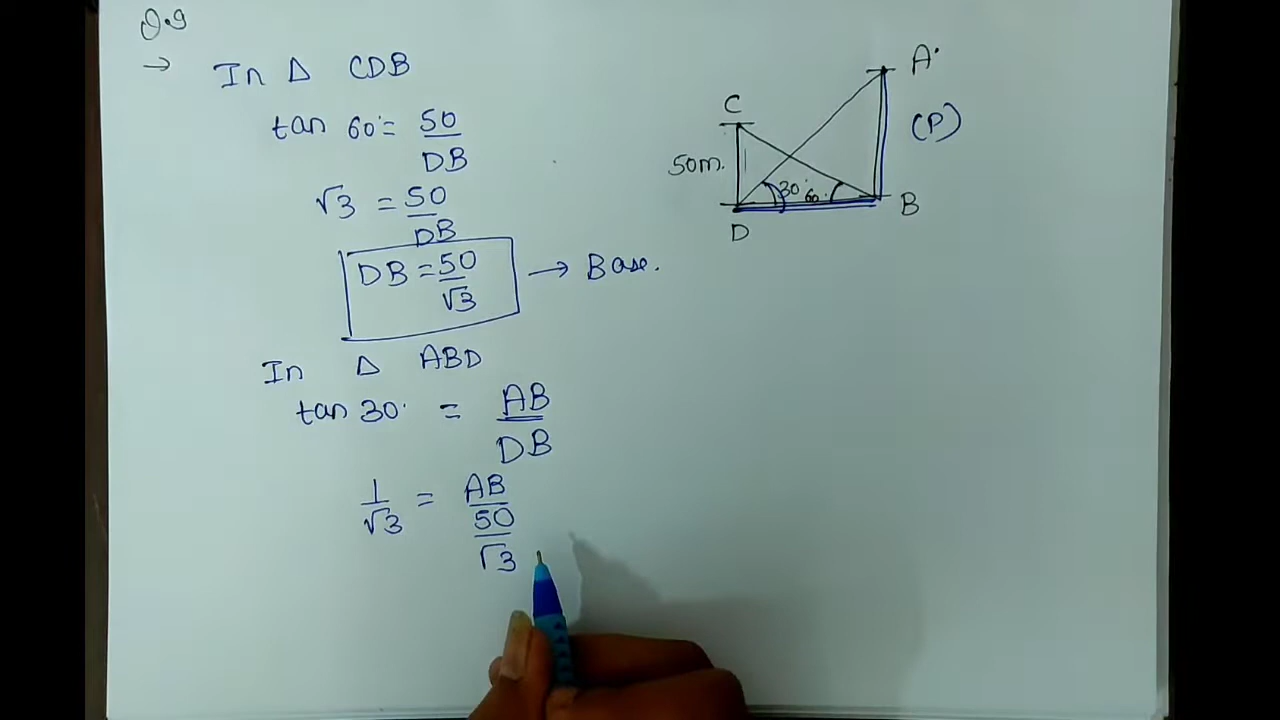 Q.9
→ In Δ CDB
tan 60° = 50/DB
√3 = 50/DB
DB = 50/√3 → Base.
In Δ ABD
tan 30° = AB/DB
1/√3 = AB/(50/√3)
A
C
(P)
50m.
30° 60°
B
D